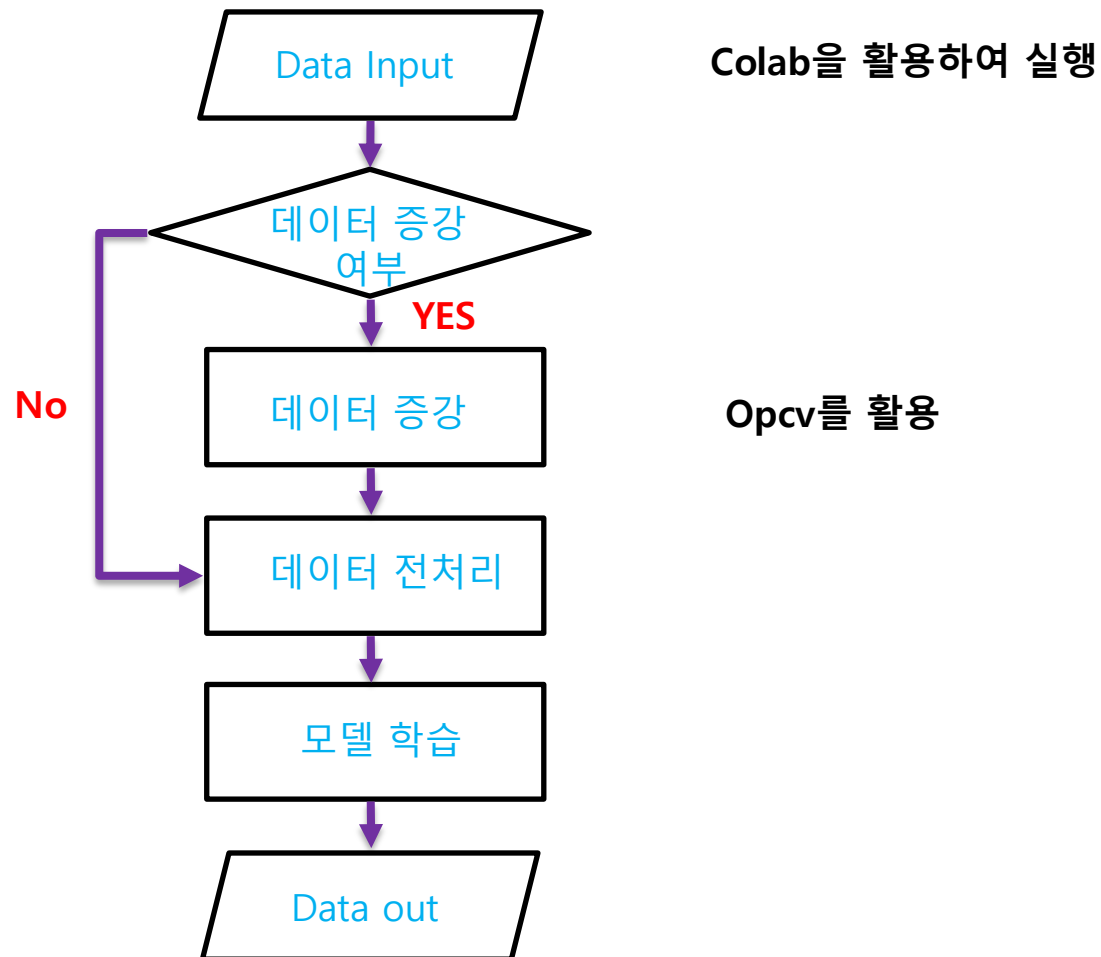 Data Input
Colab을 활용하여 실행
데이터 증강
여부
YES
No
데이터 증강
Opcv를 활용
데이터 전처리
모델 학습
Data out